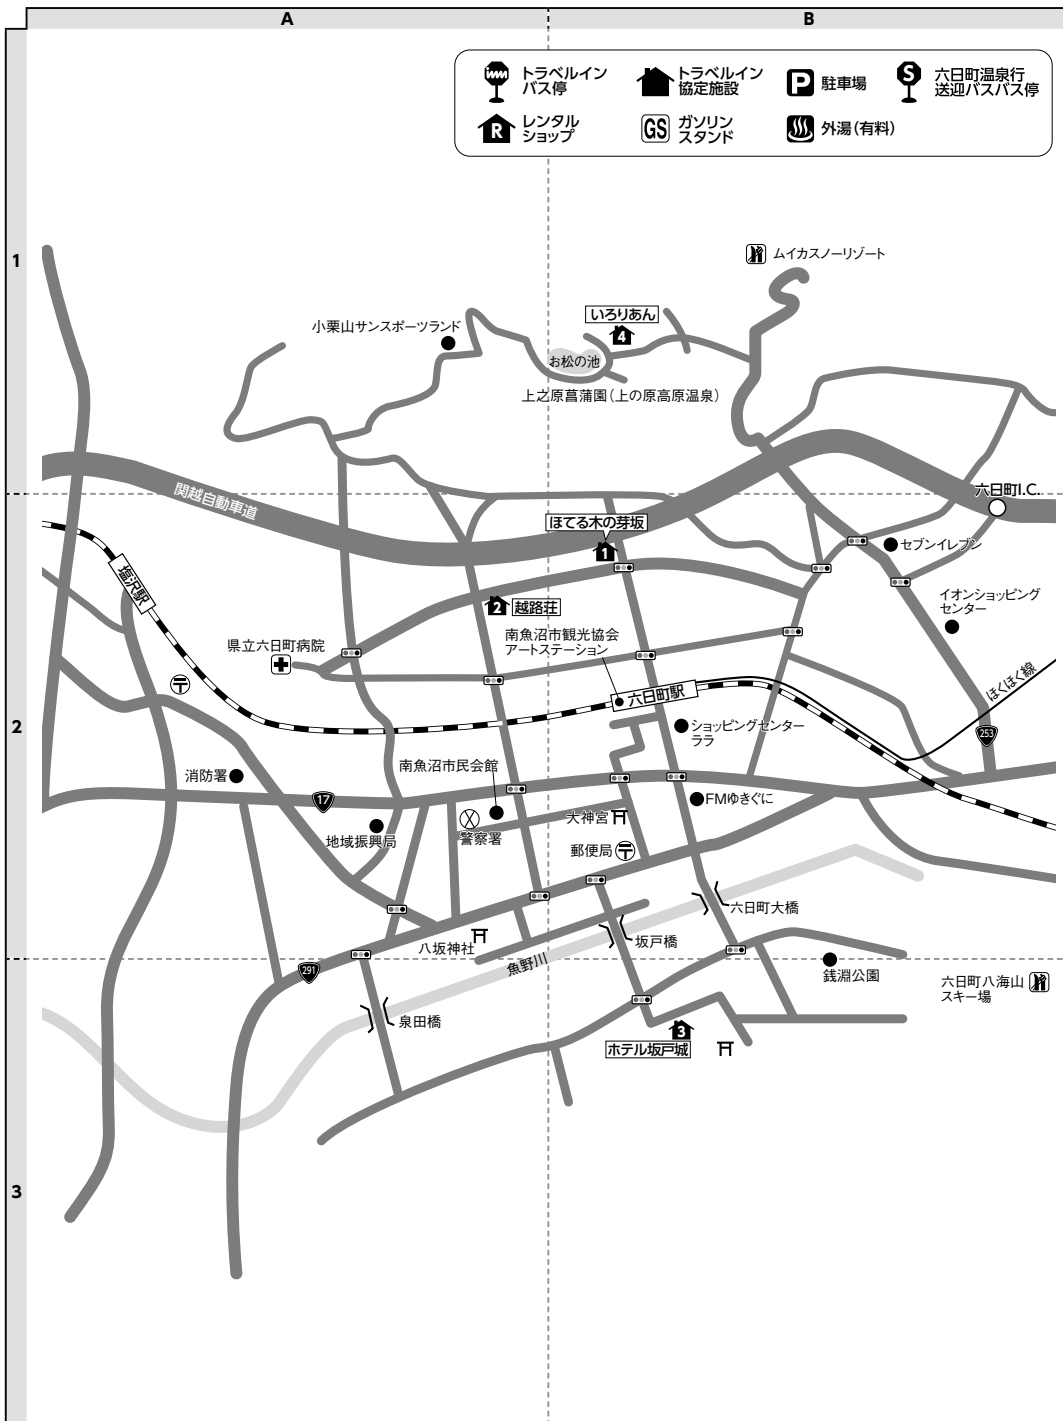 A
B
1
2
3
inn
トラベルイン
バス停
トラベルイン
協定施設
P
駐車場
S
六日町温泉行
送迎バスバス停
R
レンタル
ショップ
GS
ガソリン
スタンド
外湯（有料）
ムイカスノーリゾート
いろりあん
4
小栗山サンスポーツランド
お松の池
上之原菖蒲園（上の原高原温泉）
関越自動車道
六日町I.C.
ほてる木の芽坂
1
セブンイレブン
塩沢駅
2
越路荘
イオンショッピング
センター
南魚沼市観光協会
アートステーション
県立六日町病院
六日町駅
ほくほく線
ショッピングセンター
ララ
253
南魚沼市民会館
消防署
17
FMゆきぐに
大神宮
地域振興局
警察署
郵便局
六日町大橋
八坂神社
坂戸橋
魚野川
291
銭淵公園
六日町八海山
スキー場
泉田橋
3
ホテル坂戸城